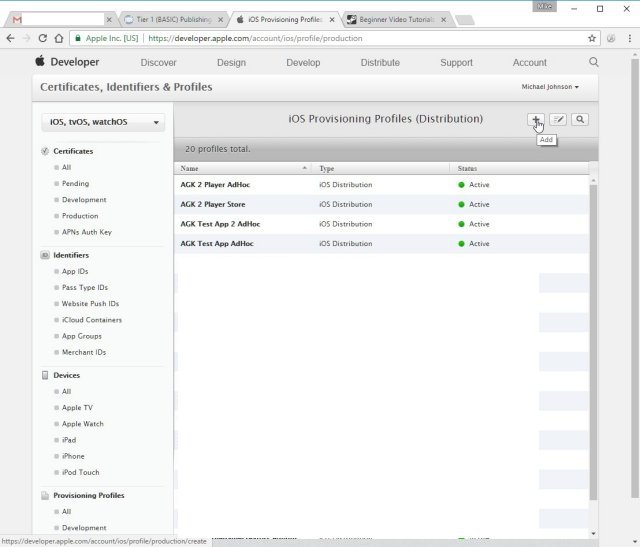 Mike
Tier 1 (BASIC) Publishing
iOS Provisioning Profiles
Beginner Video Tutorials
Apple Inc. [US]
https://developer.apple.com/account/ios/profile/production
Developer
Discover
Design
Develop
Distribute
Support
Account
Certificates, Identifiers & Profiles
Michael Johnson
iOS, tvOS, watchOS
iOS Provisioning Profiles (Distribution)
Add
20 profiles total.
Name Type Status
AGK 2 Player AdHoc iOS Distribution Active
AGK 2 Player Store iOS Distribution Active
AGK Test App 2 AdHoc iOS Distribution Active
AGK Test App AdHoc iOS Distribution Active
Certificates
All
Pending
Development
Production
APNs Auth Key
Identifiers
App IDs
Pass Type IDs
Website Push IDs
iCloud Containers
App Groups
Merchant IDs
Devices
All
Apple TV
Apple Watch
iPad
iPhone
iPod Touch
Provisioning Profiles
All
Development
https://developer.apple.com/account/ios/profile/production/create